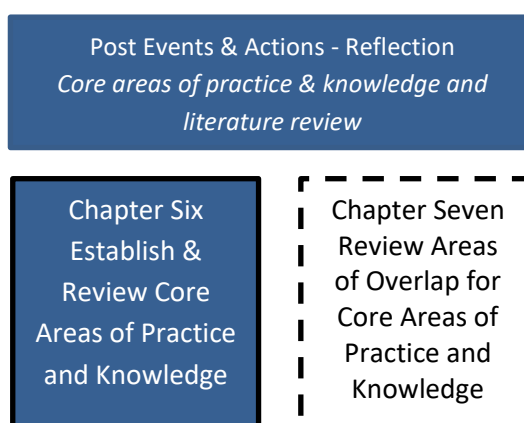 Post Events & Actions - Reflection
Core areas of practice & knowledge and
literature review
Chapter Six
Establish &
Review Core
Areas of Practice
and Knowledge
Chapter Seven
Review Areas
of Overlap for
Core Areas of
Practice and
Knowledge